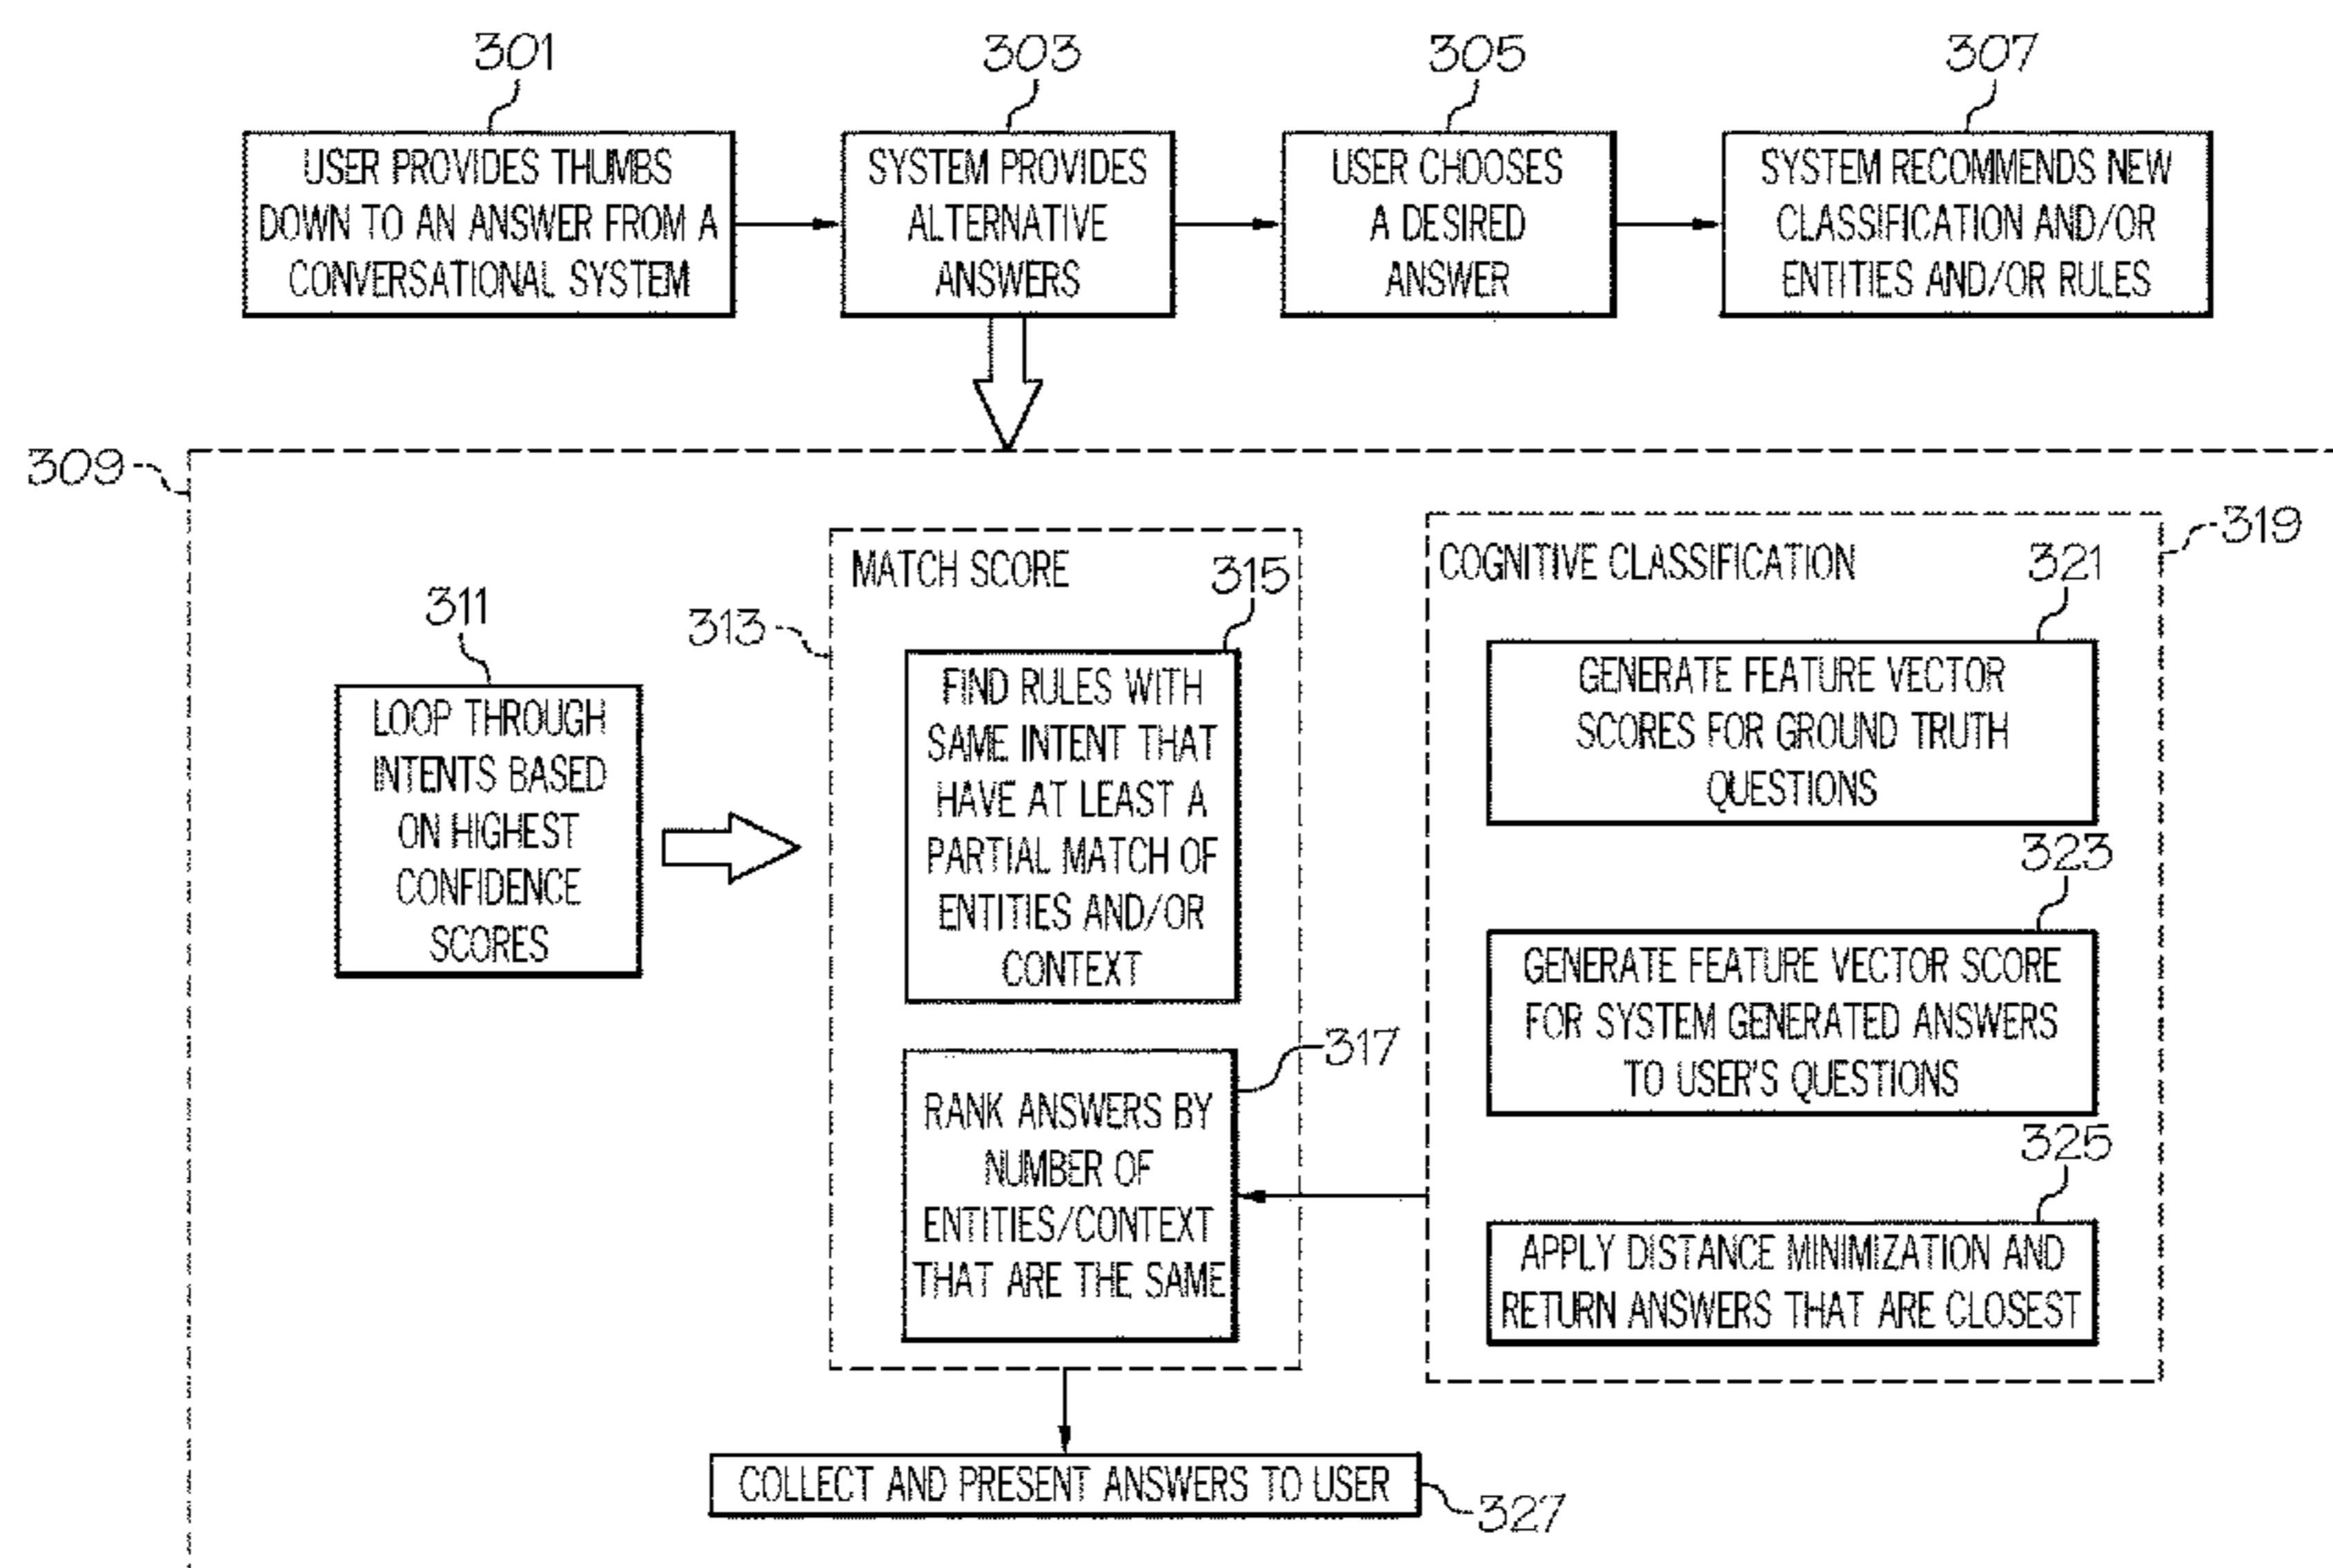 301
303
305
307
USER PROVIDES THUMBS
DOWN TO AN ANSWER FROM A
CONVERSATIONAL SYSTEM
SYSTEM PROVIDES
ALTERNATIVE
ANSWERS
USER CHOOSES
A DESIRED
ANSWER
SYSTEM RECOMMENDS NEW
CLASSIFICATION AND/OR
ENTITIES AND/OR RULES
309
311
LOOP THROUGH
INTENTS BASED
ON HIGHEST
CONFIDENCE
SCORES
313
MATCH SCORE
315
FIND RULES WITH
SAME INTENT THAT
HAVE AT LEAST A
PARTIAL MATCH OF
ENTITIES AND/OR
CONTEXT
317
RANK ANSWERS BY
NUMBER OF
ENTITIES/CONTEXT
THAT ARE THE SAME
319
COGNITIVE CLASSIFICATION
321
GENERATE FEATURE VECTOR
SCORES FOR GROUND TRUTH
QUESTIONS
323
GENERATE FEATURE VECTOR SCORE
FOR SYSTEM GENERATED ANSWERS
TO USER'S QUESTIONS
325
APPLY DISTANCE MINIMIZATION AND
RETURN ANSWERS THAT ARE CLOSEST
COLLECT AND PRESENT ANSWERS TO USER
327